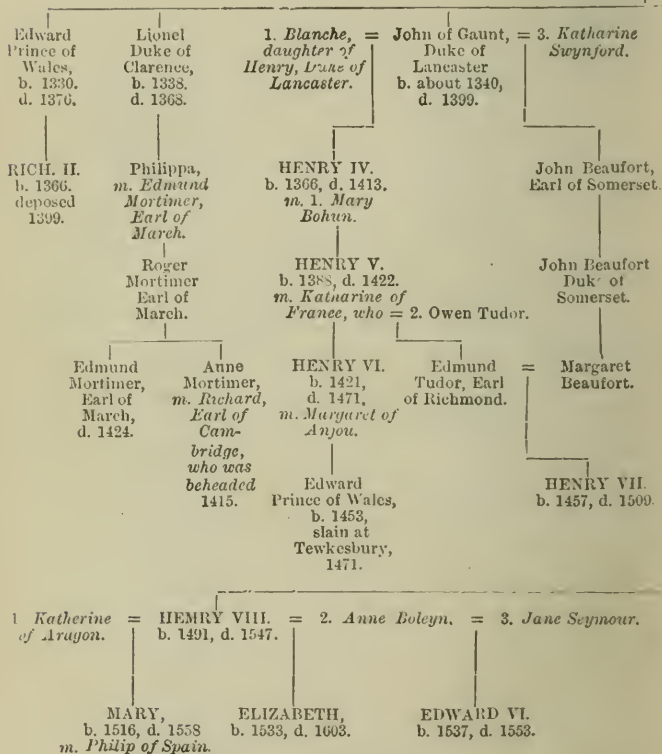 Edward
Prince of
Wales,
b. 1330.
d. 1376.
Lionel
Duke of
Clarence,
b. 1338.
d. 1368.
1. Blanche,
daughter of
Henry, Duke of
Lancaster.
=
John of Gaunt,
Duke of
Lancaster
b. about 1340,
d. 1399.
=
3. Katharine
Swynford.
RICH. II.
b. 1366.
deposed
1399.
Philippa,
m. Edmund
Mortimer,
Earl of
March.
HENRY IV.
b. 1366, d. 1413.
m. 1. Mary
Bohun.
John Beaufort,
Earl of Somerset.
Roger
Mortimer
Earl of
March.
HENRY V.
b. 1388, d. 1422.
m. Katharine of
France, who = 2. Owen Tudor.
John Beaufort
Duke of
Somerset.
Edmund
Mortimer,
Earl of
March,
d. 1424.
Anne
Mortimer,
m. Richard,
Earl of
Cam-
bridge,
who was
beheaded
1415.
HENRY VI.
b. 1421,
d. 1471.
m. Margaret of
Anjou.
Edmund
Tudor, Earl
of Richmond.
=
Margaret
Beaufort.
Edward
Prince of Wales,
b. 1453,
slain at
Tewkesbury,
1471.
HENRY VII.
b. 1457, d. 1509.
1 Katherine
of Aragon.
=
HEMRY VIII.
b. 1491, d. 1547.
=
2. Anne Boleyn.
=
3. Jane Seymour.
MARY,
b. 1516, d. 1558
m. Philip of Spain.
ELIZABETH,
b. 1533, d. 1603.
EDWARD VI.
b. 1537, d. 1553.